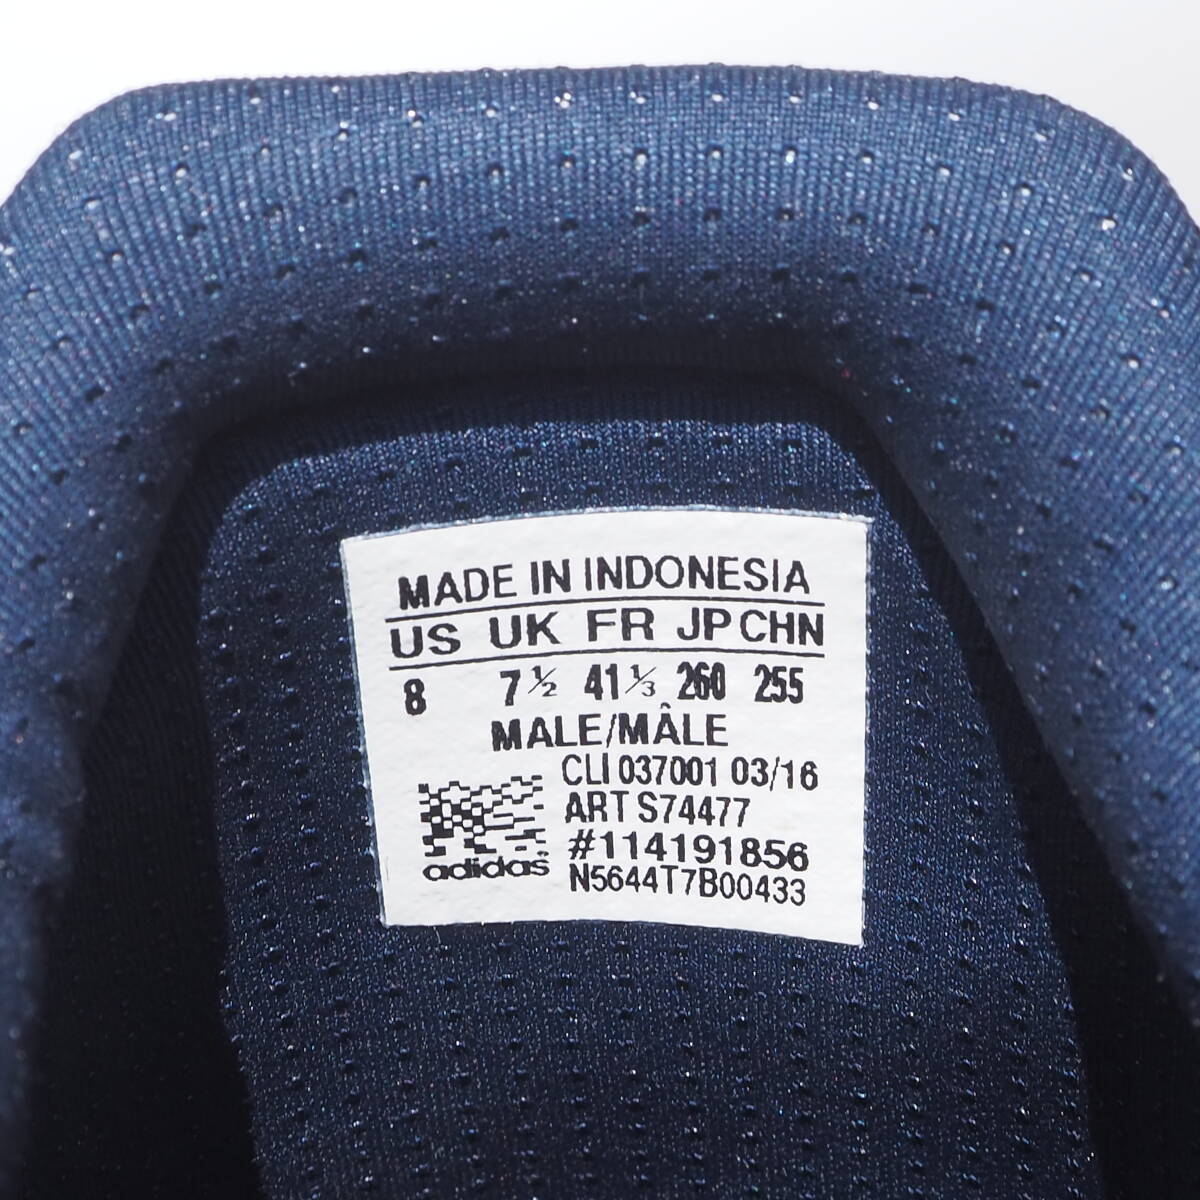 MADE IN INDONESIA
US UK FR JP CHN
8 7½ 41⅓ 260 255
MALE/MÂLE
CLI 037001 03/16
ART S74477
#114191856
N5644T7B00433
adidas